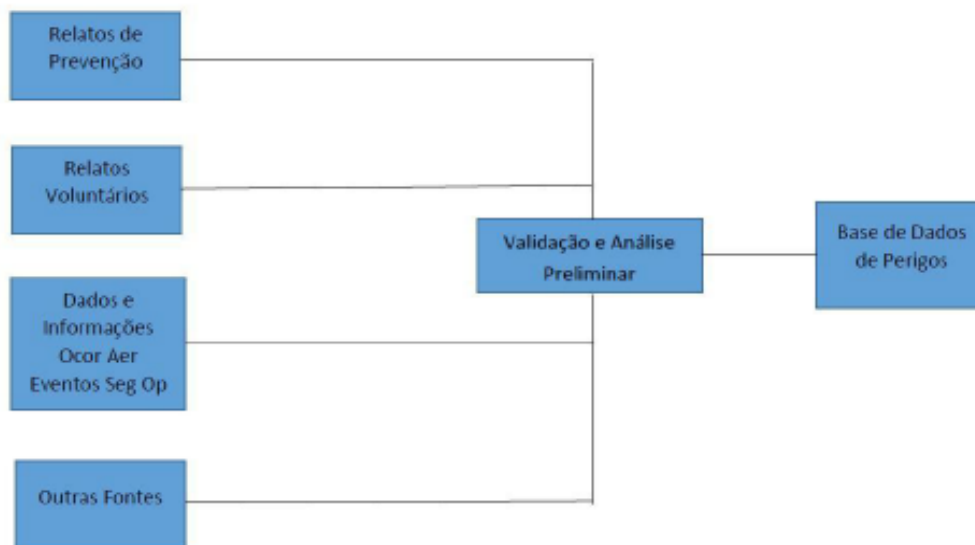 Relatos de
Prevenção
Relatos
Voluntários
Dados e
Informações
Ocor Aer
Eventos Seg Op
Outras Fontes
Validação e Análise
Preliminar
Base de Dados
de Perigos